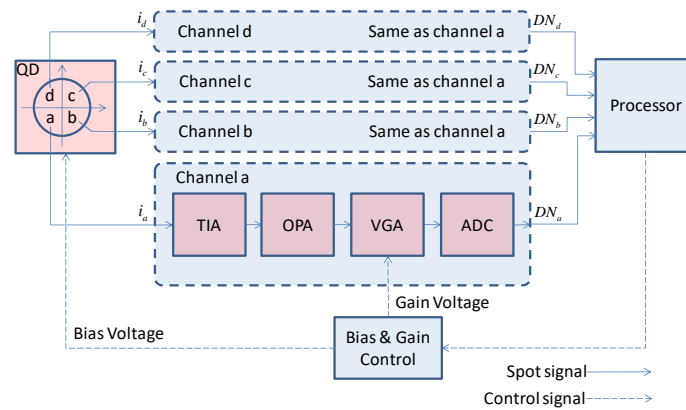 i_d
Channel d Same as channel a
DN_d
QD
i_c
Channel c Same as channel a
DN_c
d c
a b
Processor
i_b
Channel b Same as channel a
DN_b
Channel a
i_a
TIA
OPA
VGA
ADC
DN_a
Gain Voltage
Bias Voltage
Bias & Gain
Control
Spot signal
Control signal